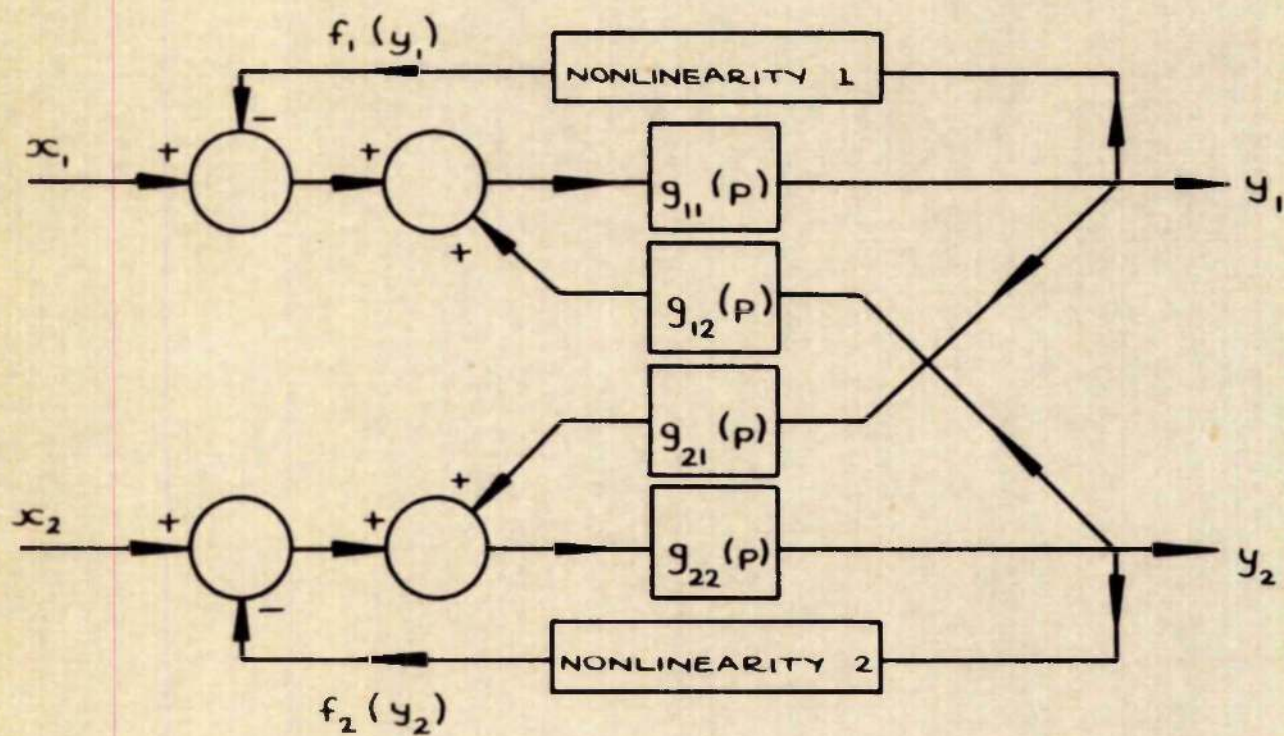 f₁(y₁)
NONLINEARITY 1
−
+
+
x₁
g₁₁(p)
y₁
+
g₁₂(p)
g₂₁(p)
+
x₂
+
+
g₂₂(p)
y₂
−
NONLINEARITY 2
f₂(y₂)